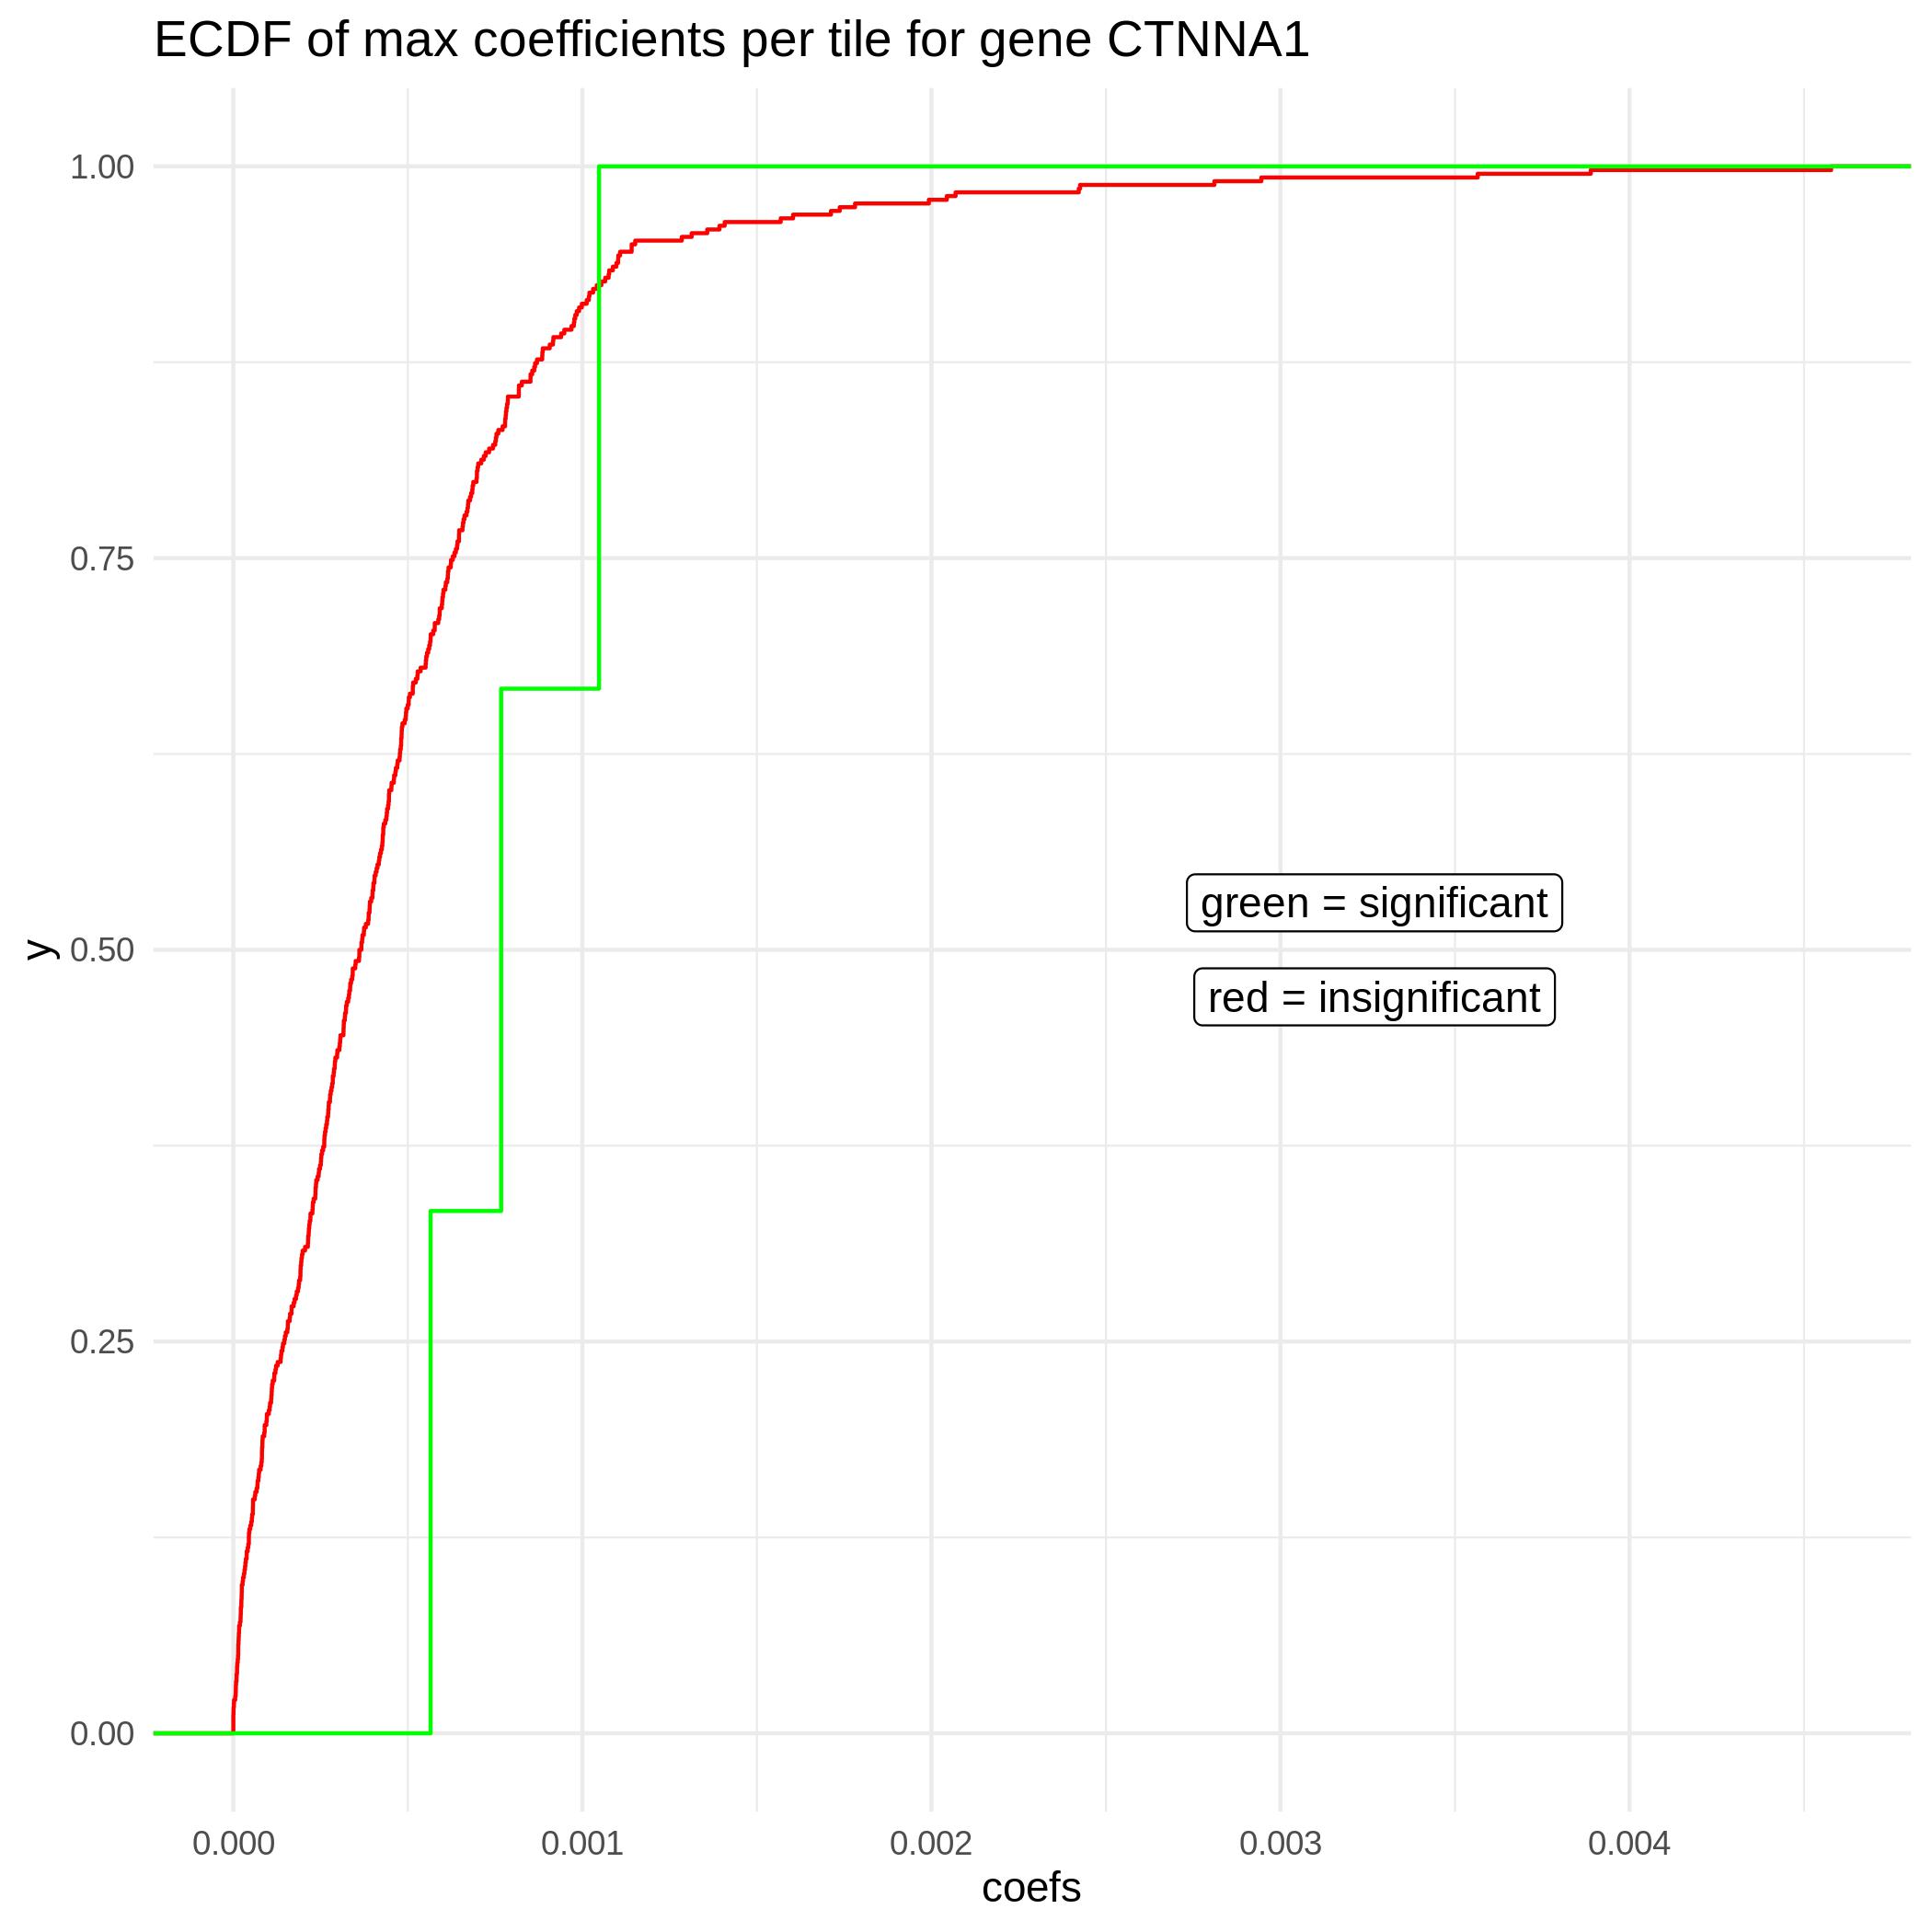 ECDF of max coefficients per tile for gene CTNNA1
1.00
0.75
0.50
0.25
0.00
y
green = significant
red = insignificant
0.000 0.001 0.002 0.003 0.004
coefs